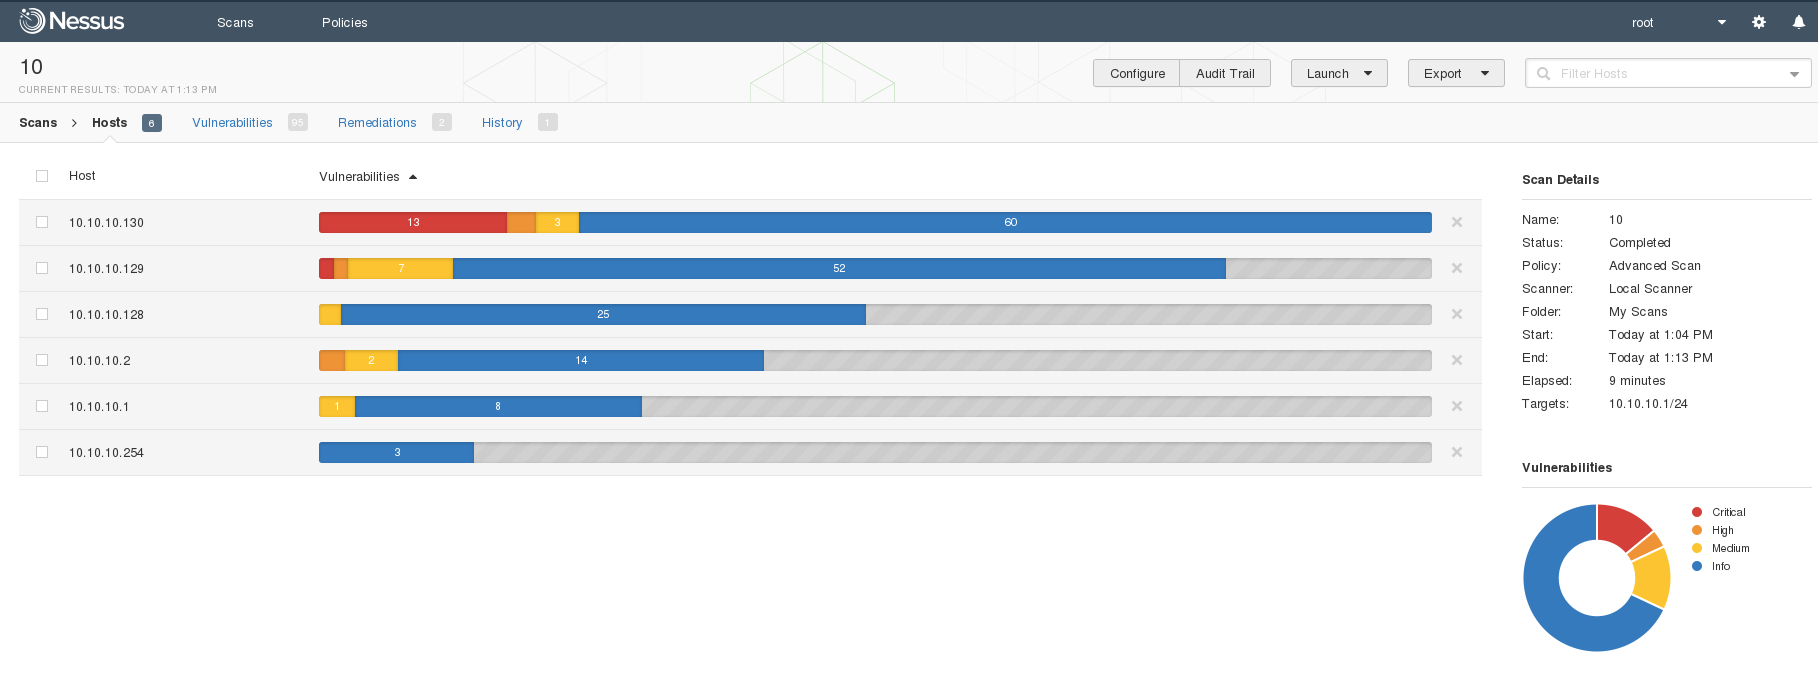 Nessus Scans Policies root
10
CURRENT RESULTS: TODAY AT 1:13 PM
Configure Audit Trail Launch Export Filter Hosts
Scans Hosts 6 Vulnerabilities 95 Remediations 2 History 1
Host Vulnerabilities
10.10.10.130 13 3 60
10.10.10.129 7 52
10.10.10.128 25
10.10.10.2 2 14
10.10.10.1 1 8
10.10.10.254 3
Scan Details
Name: 10
Status: Completed
Policy: Advanced Scan
Scanner: Local Scanner
Folder: My Scans
Start: Today at 1:04 PM
End: Today at 1:13 PM
Elapsed: 9 minutes
Targets: 10.10.10.1/24
Vulnerabilities
Critical
High
Medium
Info